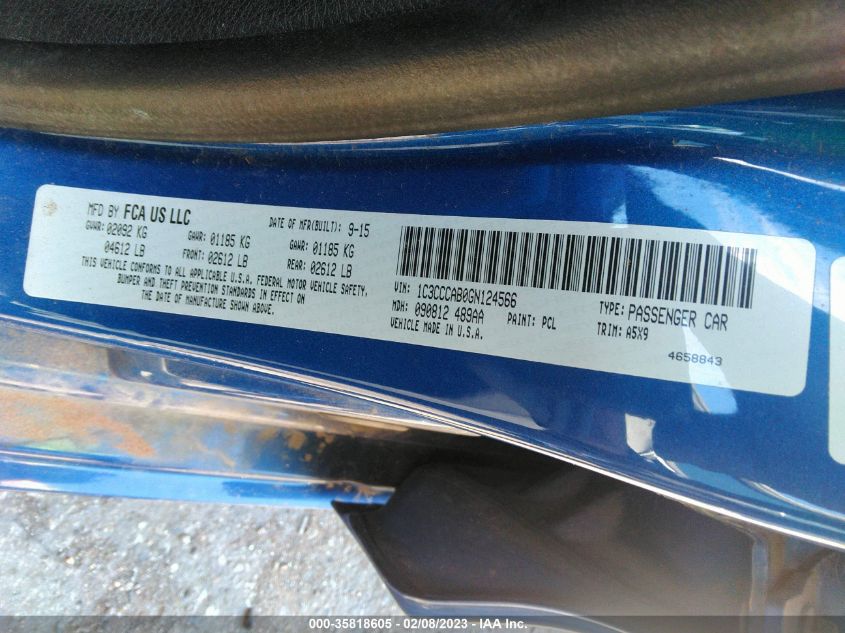 MFD BY FCA US LLC
DATE OF MFR(BUILT): 9-15
GVWR: 02092 KG GAWR: 01185 KG GAWR: 01185 KG
04612 LB FRONT: 02612 LB REAR: 02612 LB
THIS VEHICLE CONFORMS TO ALL APPLICABLE U.S.A. FEDERAL MOTOR VEHICLE SAFETY,
BUMPER AND THEFT PREVENTION STANDARDS IN EFFECT ON
THE DATE OF MANUFACTURE SHOWN ABOVE.
VIN: 1C3CCCAB0GN124566
TYPE: PASSENGER CAR
MDH: 090812 489AA PAINT: PCL TRIM: A5X9
VEHICLE MADE IN U.S.A.
4658843
000-35818605 - 02/08/2023 - IAA Inc.